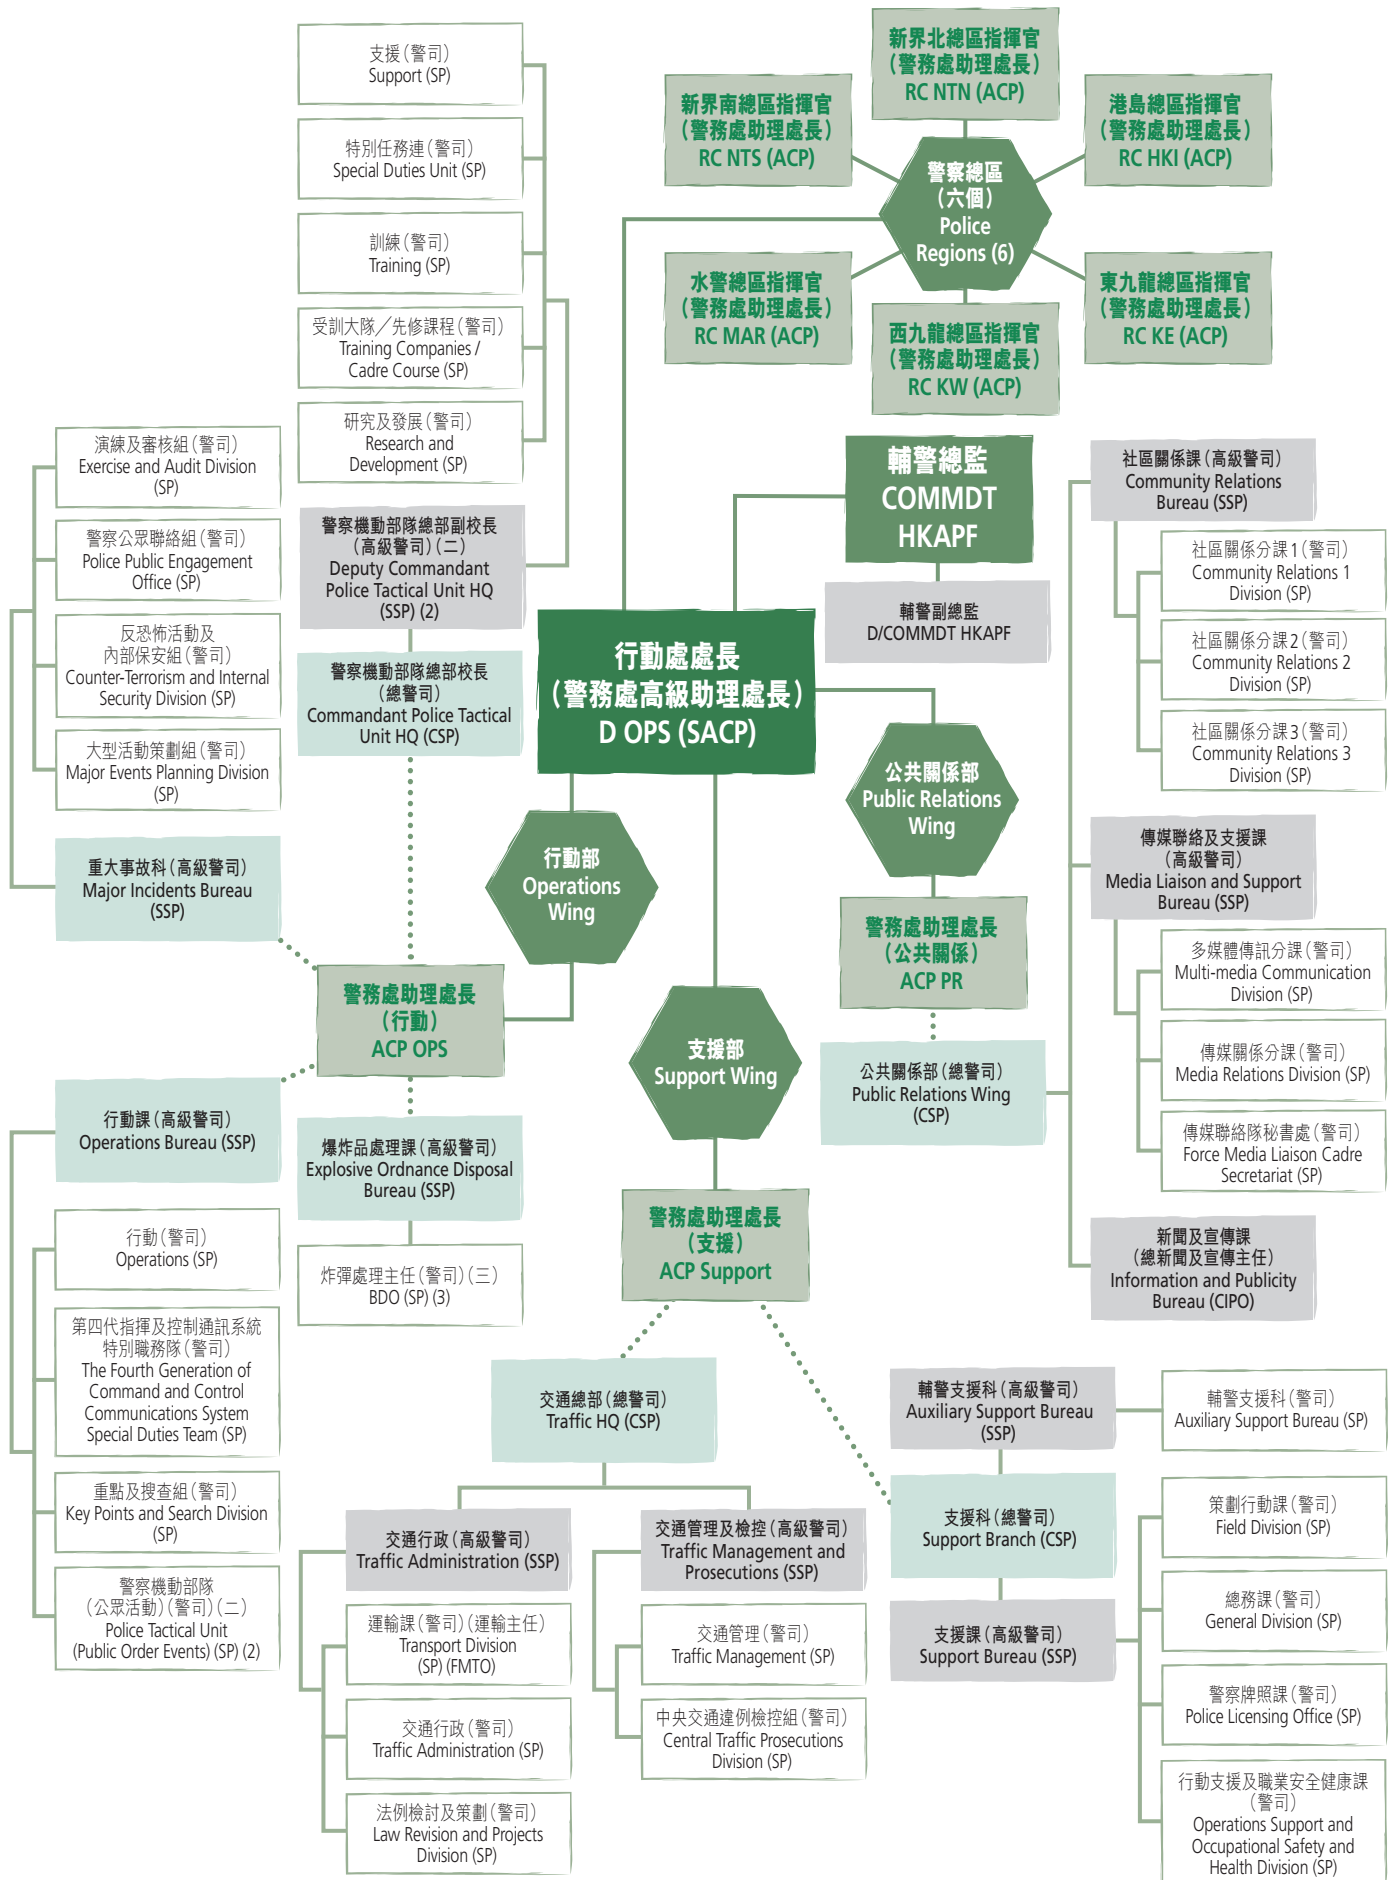 支援(警司)
Support (SP)
特別任務連(警司)
Special Duties Unit (SP)
訓練(警司)
Training (SP)
受訓大隊／先修課程(警司)
Training Companies /
Cadre Course (SP)
研究及發展(警司)
Research and
Development (SP)
新界北總區指揮官
(警務處助理處長)
RC NTN (ACP)
新界南總區指揮官
(警務處助理處長)
RC NTS (ACP)
港島總區指揮官
(警務處助理處長)
RC HKI (ACP)
警察總區
(六個)
Police
Regions (6)
水警總區指揮官
(警務處助理處長)
RC MAR (ACP)
西九龍總區指揮官
(警務處助理處長)
RC KW (ACP)
東九龍總區指揮官
(警務處助理處長)
RC KE (ACP)
演練及審核組(警司)
Exercise and Audit Division
(SP)
警察公眾聯絡組(警司)
Police Public Engagement
Office (SP)
反恐怖活動及
內部保安組(警司)
Counter-Terrorism and Internal
Security Division (SP)
大型活動策劃組(警司)
Major Events Planning Division
(SP)
重大事故科(高級警司)
Major Incidents Bureau
(SSP)
警察機動部隊總部副校長
(高級警司)(二)
Deputy Commandant
Police Tactical Unit HQ
(SSP) (2)
警察機動部隊總部校長
(總警司)
Commandant Police Tactical
Unit HQ (CSP)
輔警總監
COMMDT
HKAPF
輔警副總監
D/COMMDT HKAPF
行動處處長
(警務處高級助理處長)
D OPS (SACP)
社區關係課(高級警司)
Community Relations
Bureau (SSP)
社區關係分課1(警司)
Community Relations 1
Division (SP)
社區關係分課2(警司)
Community Relations 2
Division (SP)
社區關係分課3(警司)
Community Relations 3
Division (SP)
公共關係部
Public Relations
Wing
行動部
Operations
Wing
傳媒聯絡及支援課
(高級警司)
Media Liaison and Support
Bureau (SSP)
警務處助理處長
(公共關係)
ACP PR
多媒體傳訊分課(警司)
Multi-media Communication
Division (SP)
傳媒關係分課(警司)
Media Relations Division (SP)
傳媒聯絡隊秘書處(警司)
Force Media Liaison Cadre
Secretariat (SP)
警務處助理處長
(行動)
ACP OPS
支援部
Support Wing
公共關係部(總警司)
Public Relations Wing
(CSP)
行動課(高級警司)
Operations Bureau (SSP)
爆炸品處理課(高級警司)
Explosive Ordnance Disposal
Bureau (SSP)
炸彈處理主任(警司)(三)
BDO (SP) (3)
警務處助理處長
(支援)
ACP Support
新聞及宣傳課
(總新聞及宣傳主任)
Information and Publicity
Bureau (CIPO)
行動(警司)
Operations (SP)
第四代指揮及控制通訊系統
特別職務隊(警司)
The Fourth Generation of
Command and Control
Communications System
Special Duties Team (SP)
重點及搜查組(警司)
Key Points and Search Division
(SP)
警察機動部隊
(公眾活動)(警司)(二)
Police Tactical Unit
(Public Order Events) (SP) (2)
交通總部(總警司)
Traffic HQ (CSP)
交通行政(高級警司)
Traffic Administration (SSP)
運輸課(警司)(運輸主任)
Transport Division
(SP) (FMTO)
交通行政(警司)
Traffic Administration (SP)
法例檢討及策劃(警司)
Law Revision and Projects
Division (SP)
交通管理及檢控(高級警司)
Traffic Management and
Prosecutions (SSP)
交通管理(警司)
Traffic Management (SP)
中央交通違例檢控組(警司)
Central Traffic Prosecutions
Division (SP)
輔警支援科(高級警司)
Auxiliary Support Bureau
(SSP)
輔警支援科(警司)
Auxiliary Support Bureau (SP)
支援科(總警司)
Support Branch (CSP)
支援課(高級警司)
Support Bureau (SSP)
策劃行動課(警司)
Field Division (SP)
總務課(警司)
General Division (SP)
警察牌照課(警司)
Police Licensing Office (SP)
行動支援及職業安全健康課
(警司)
Operations Support and
Occupational Safety and
Health Division (SP)